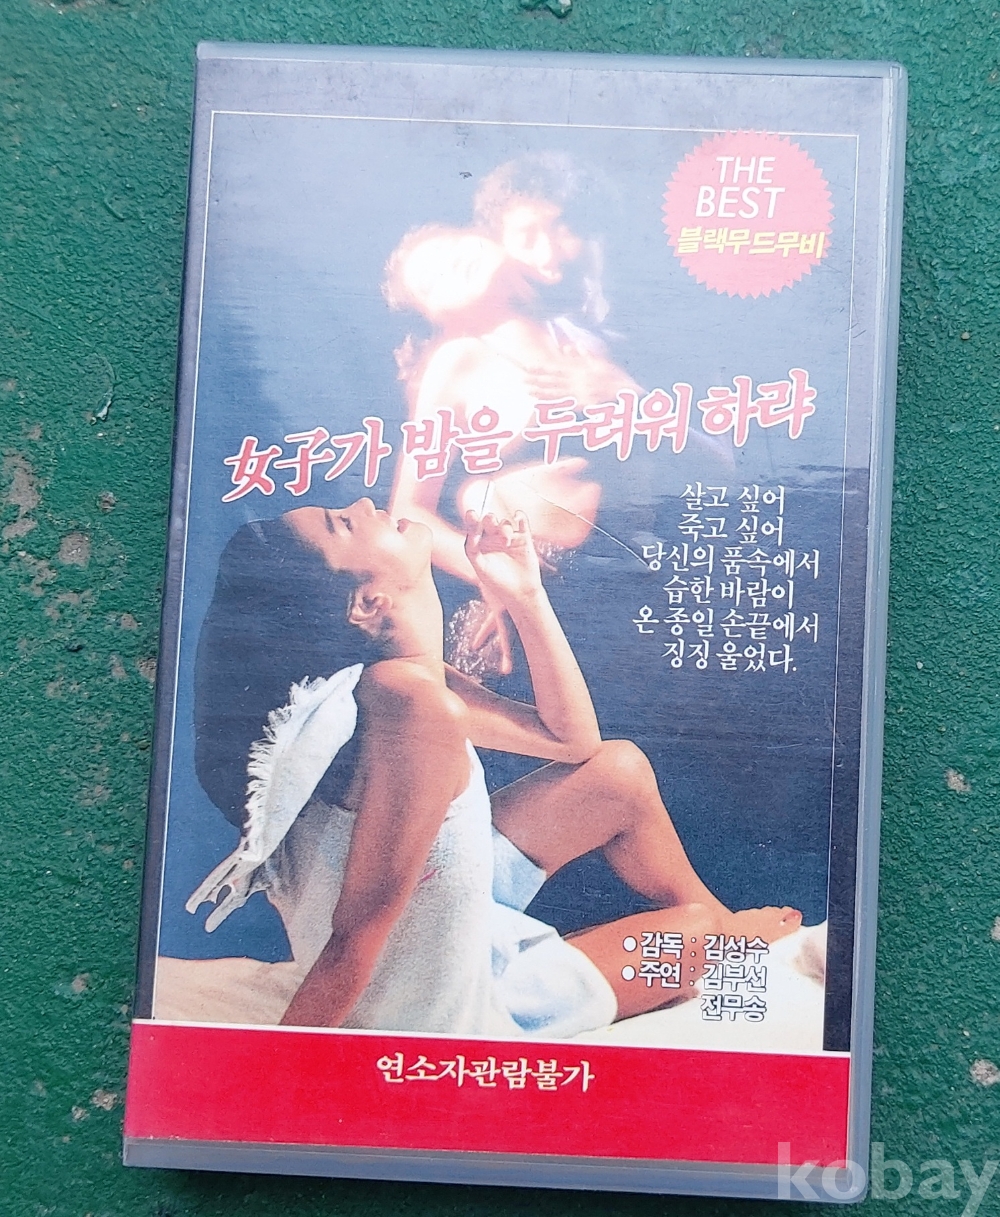 THE
BEST
블랙무드무비
女子가 밤을 두려워 하랴
살고 싶어
죽고 싶어
당신의 품속에서
습한 바람이
온 종일 손끝에서
징징 울었다.
•감독 : 김성수
•주연 : 김부선
전무송
연소자관람불가
kobay